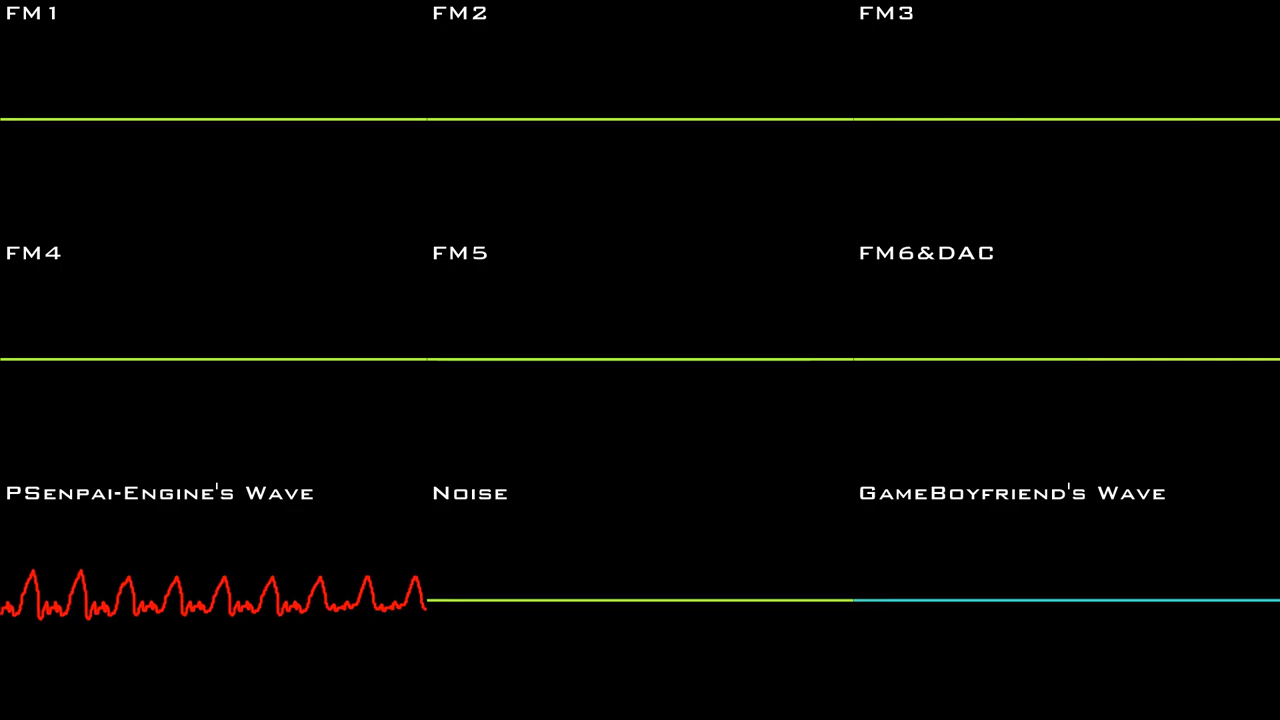 FM1
FM2
FM3
FM4
FM5
FM6&DAC
PSenpai-Engine's Wave
Noise
GameBoyfriend's Wave